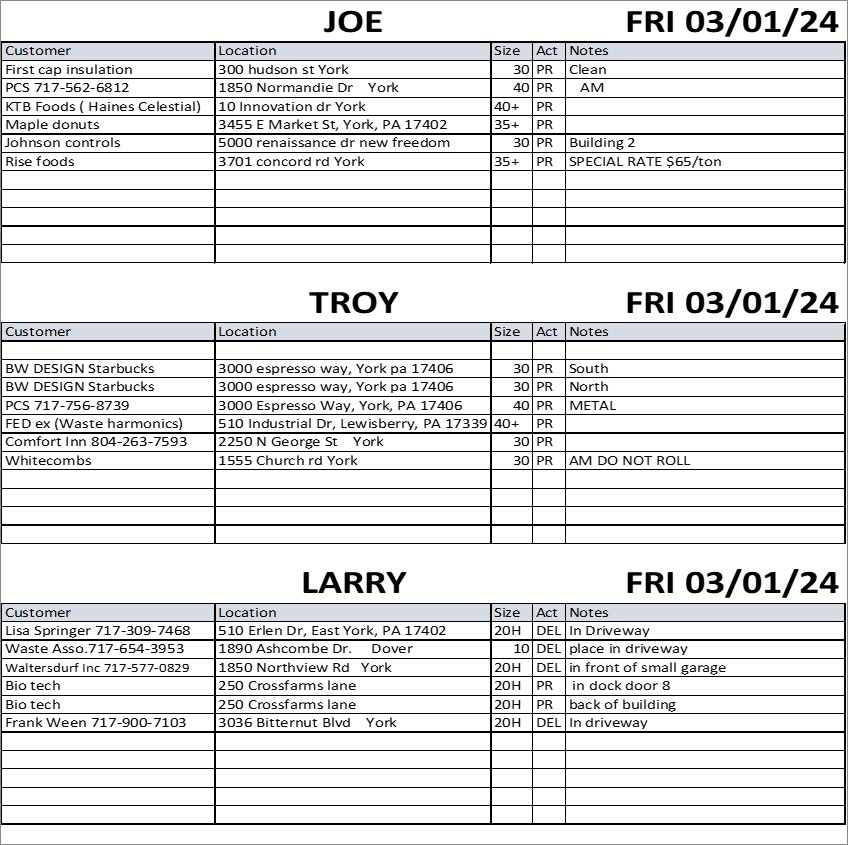 JOE FRI 03/01/24
Customer Location Size Act Notes
First cap insulation 300 hudson st York 30 PR Clean
PCS 717-562-6812 1850 Normandie Dr York 40 PR AM
KTB Foods ( Haines Celestial) 10 Innovation dr York 40+ PR
Maple donuts 3455 E Market St, York, PA 17402 35+ PR
Johnson controls 5000 renaissance dr new freedom 30 PR Building 2
Rise foods 3701 concord rd York 35+ PR SPECIAL RATE $65/ton
TROY FRI 03/01/24
Customer Location Size Act Notes
BW DESIGN Starbucks 3000 espresso way, York pa 17406 30 PR South
BW DESIGN Starbucks 3000 espresso way, York pa 17406 30 PR North
PCS 717-756-8739 3000 Espresso Way, York, PA 17406 40 PR METAL
FED ex (Waste harmonics) 510 Industrial Dr, Lewisberry, PA 17339 40+ PR
Comfort Inn 804-263-7593 2250 N George St York 30 PR
Whitecombs 1555 Church rd York 30 PR AM DO NOT ROLL
LARRY FRI 03/01/24
Customer Location Size Act Notes
Lisa Springer 717-309-7468 510 Erlen Dr, East York, PA 17402 20H DEL In Driveway
Waste Asso.717-654-3953 1890 Ashcombe Dr. Dover 10 DEL place in driveway
Waltersdurf Inc 717-577-0829 1850 Northview Rd York 20H DEL in front of small garage
Bio tech 250 Crossfarms lane 20H PR in dock door 8
Bio tech 250 Crossfarms lane 20H PR back of building
Frank Ween 717-900-7103 3036 Bitternut Blvd York 20H DEL In driveway